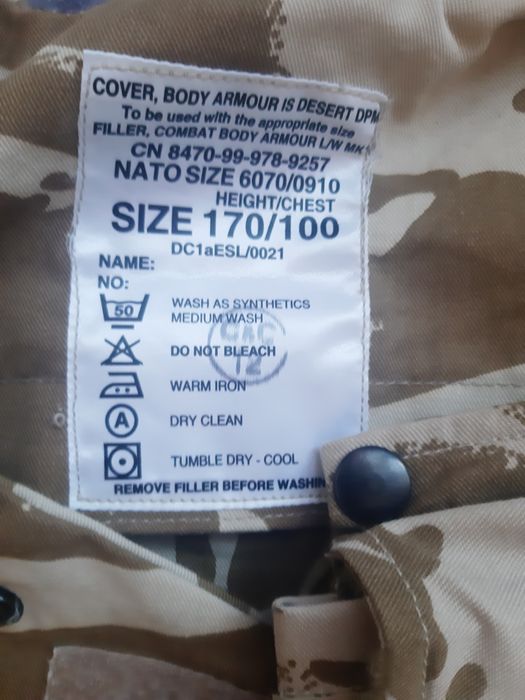 COVER, BODY ARMOUR IS DESERT DPM
To be used with the appropriate size
FILLER, COMBAT BODY ARMOUR L/W MK
CN 8470-99-978-9257
NATO SIZE 6070/0910
HEIGHT/CHEST
SIZE 170/100
DC1aESL/0021
NAME:
NO:
50 WASH AS SYNTHETICS
MEDIUM WASH
DO NOT BLEACH
WARM IRON
A DRY CLEAN
TUMBLE DRY - COOL
REMOVE FILLER BEFORE WASHIN
12